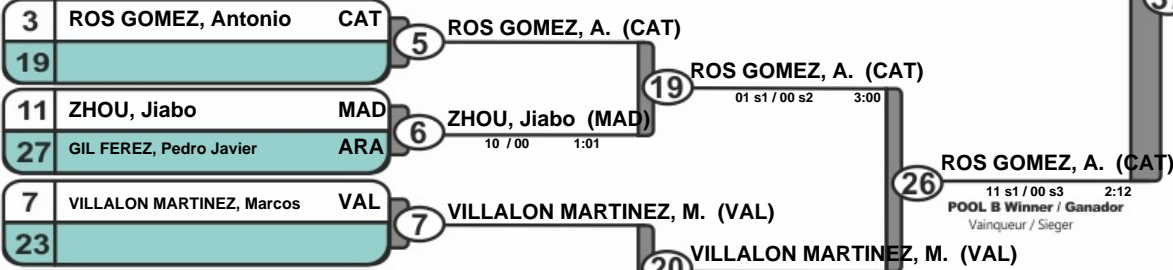 3 ROS GOMEZ, Antonio CAT
19
5 ROS GOMEZ, A. (CAT)
19 ROS GOMEZ, A. (CAT)
01 s1 / 00 s2 3:00
11 ZHOU, Jiabo MAD
27 GIL FEREZ, Pedro Javier ARA
6 ZHOU, Jiabo (MAD)
10 / 00 1:01
26 ROS GOMEZ, A. (CAT)
11 s1 / 00 s3 2:12
POOL B Winner / Ganador
Vainqueur / Sieger
7 VILLALON MARTINEZ, Marcos VAL
23
7 VILLALON MARTINEZ, M. (VAL)
20 VILLALON MARTINEZ, M. (VAL)